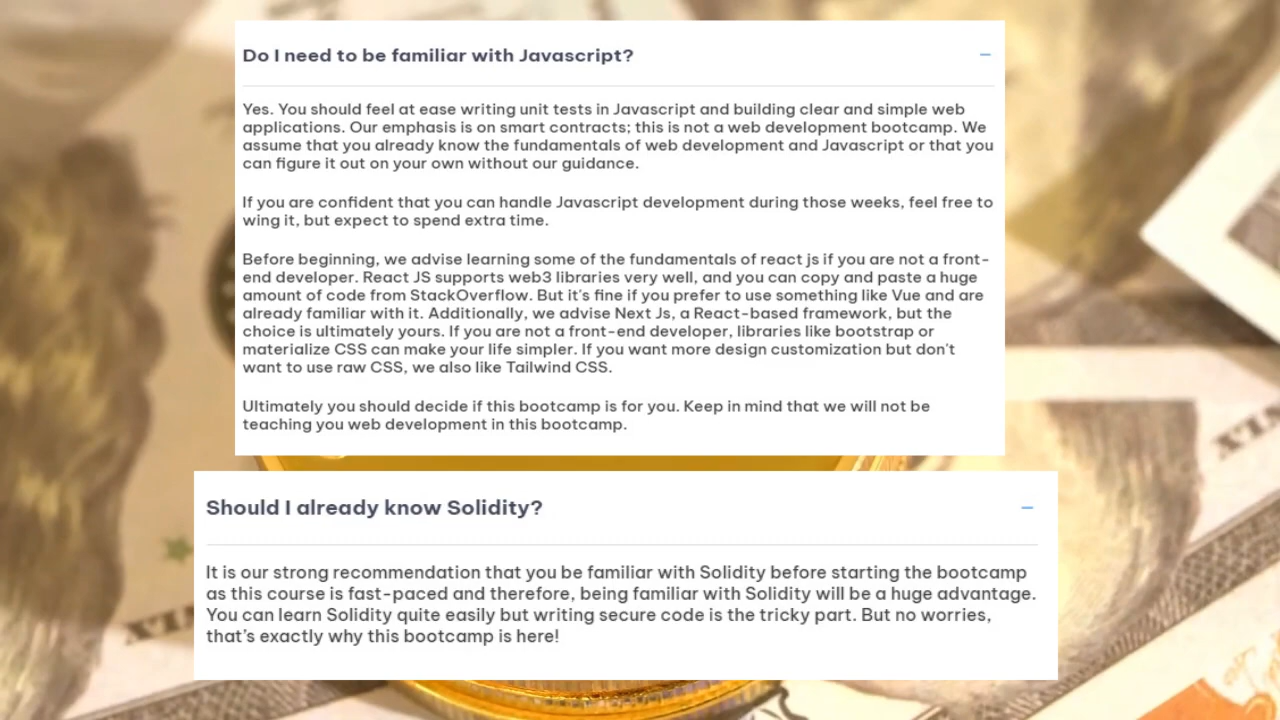 Do I need to be familiar with Javascript?
Yes. You should feel at ease writing unit tests in Javascript and building clear and simple web
applications. Our emphasis is on smart contracts; this is not a web development bootcamp. We
assume that you already know the fundamentals of web development and Javascript or that you
can figure it out on your own without our guidance.
If you are confident that you can handle Javascript development during those weeks, feel free to
wing it, but expect to spend extra time.
Before beginning, we advise learning some of the fundamentals of react js if you are not a front-
end developer. React JS supports web3 libraries very well, and you can copy and paste a huge
amount of code from StackOverflow. But it's fine if you prefer to use something like Vue and are
already familiar with it. Additionally, we advise Next Js, a React-based framework, but the
choice is ultimately yours. If you are not a front-end developer, libraries like bootstrap or
materialize CSS can make your life simpler. If you want more design customization but don't
want to use raw CSS, we also like Tailwind CSS.
Ultimately you should decide if this bootcamp is for you. Keep in mind that we will not be
teaching you web development in this bootcamp.
Should I already know Solidity?
It is our strong recommendation that you be familiar with Solidity before starting the bootcamp
as this course is fast-paced and therefore, being familiar with Solidity will be a huge advantage.
You can learn Solidity quite easily but writing secure code is the tricky part. But no worries,
that’s exactly why this bootcamp is here!